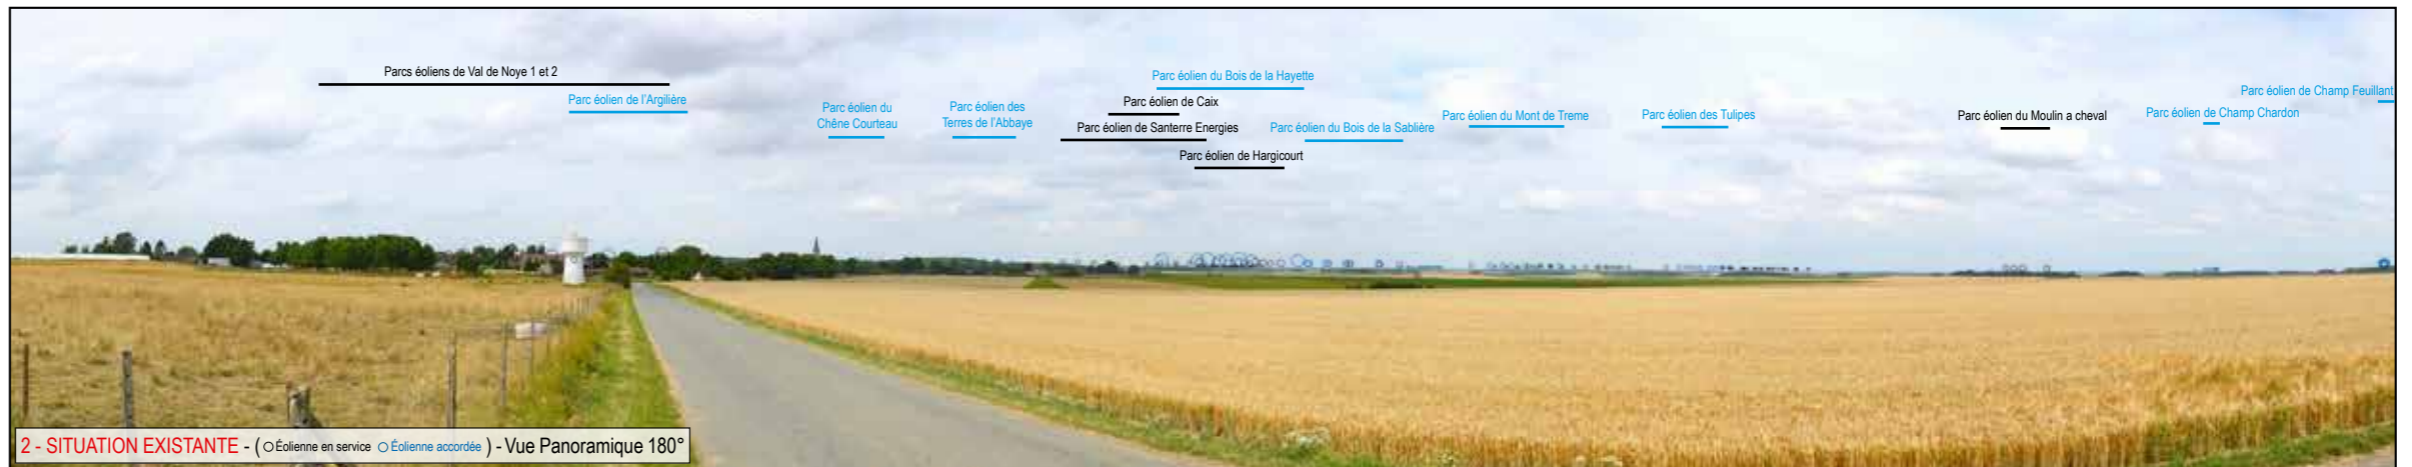 Parcs éoliens de Val de Noye 1 et 2
Parc éolien de l'Argilière
Parc éolien du
Chêne Courteau
Parc éolien des
Terres de l'Abbaye
Parc éolien du Bois de la Hayette
Parc éolien de Caix
Parc éolien de Santerre Energies
Parc éolien de Hargicourt
Parc éolien du Bois de la Sablière
Parc éolien du Mont de Treme
Parc éolien des Tulipes
Parc éolien du Moulin a cheval
Parc éolien de Champ Chardon
Parc éolien de Champ Feuillant
2 - SITUATION EXISTANTE - ( Éolienne en service Éolienne accordée ) - Vue Panoramique 180°